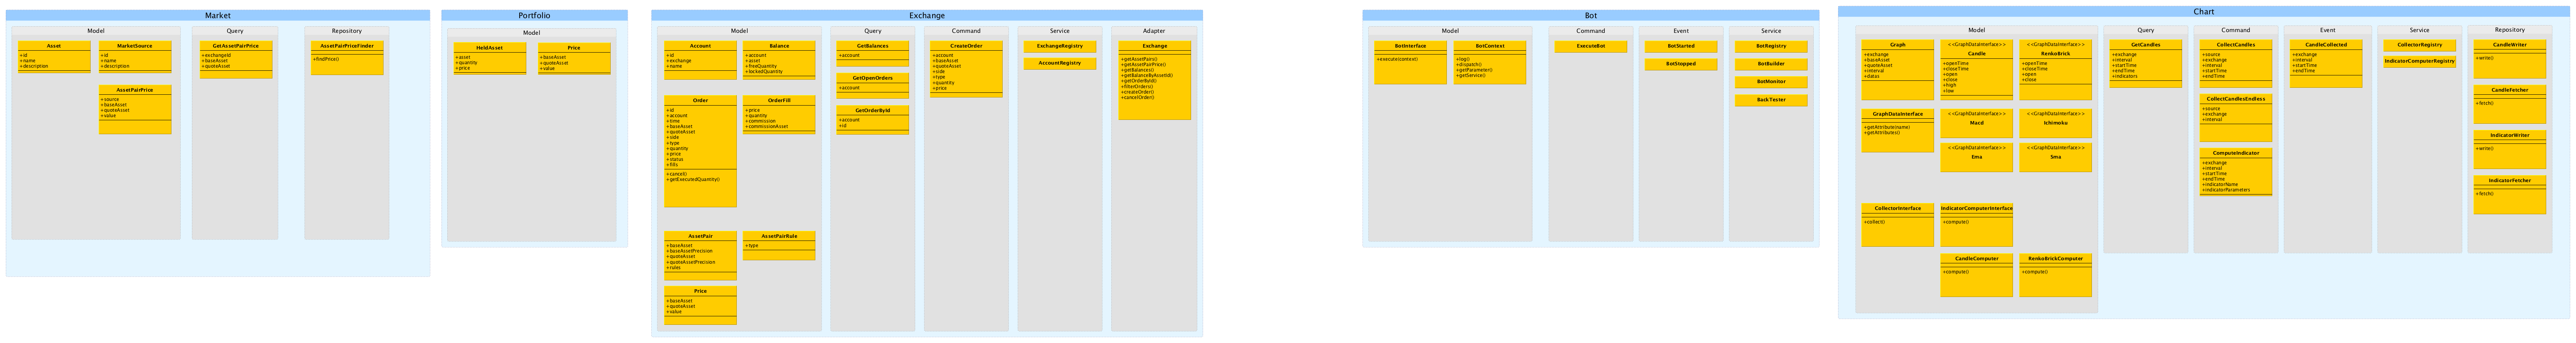 Market
Model
Asset
+id
+name
+description
MarketSource
+id
+name
+description
AssetPairPrice
+source
+baseAsset
+quoteAsset
+value
Query
GetAssetPairPrice
+exchangeId
+baseAsset
+quoteAsset
Repository
AssetPairPriceFinder
+findPrice()
Portfolio
Model
HeldAsset
+asset
+quantity
+price
Price
+baseAsset
+quoteAsset
+value
Exchange
Model
Account
+id
+exchange
+name
Balance
+account
+asset
+freeQuantity
+lockedQuantity
Order
+id
+account
+time
+baseAsset
+quoteAsset
+side
+type
+quantity
+price
+status
+fills
+cancel()
+getExecutedQuantity()
OrderFill
+price
+quantity
+commission
+commissionAsset
AssetPair
+baseAsset
+baseAssetPrecision
+quoteAsset
+quoteAssetPrecision
+rules
AssetPairRule
+type
Price
+baseAsset
+quoteAsset
+value
Query
GetBalances
+account
GetOpenOrders
+account
GetOrderById
+account
+id
Command
CreateOrder
+account
+baseAsset
+quoteAsset
+side
+type
+quantity
+price
Service
ExchangeRegistry
AccountRegistry
Adapter
Exchange
+getAssetPairs()
+getAssetPairPrice()
+getBalances()
+getBalanceByAssetId()
+getOrderById()
+filterOrders()
+createOrder()
+cancelOrder()
Bot
Model
BotInterface
+execute(context)
BotContext
+log()
+dispatch()
+getParameter()
+getService()
Command
ExecuteBot
Event
BotStarted
BotStopped
Service
BotRegistry
BotBuilder
BotMonitor
BackTester
Chart
Model
Graph
+exchange
+baseAsset
+quoteAsset
+interval
+datas
<<GraphDataInterface>>
Candle
+openTime
+closeTime
+open
+close
+high
+low
<<GraphDataInterface>>
RenkoBrick
+openTime
+closeTime
+open
+close
GraphDataInterface
+getAttribute(name)
+getAttributes()
<<GraphDataInterface>>
Macd
<<GraphDataInterface>>
Ichimoku
<<GraphDataInterface>>
Ema
<<GraphDataInterface>>
Sma
CollectorInterface
+collect()
IndicatorComputerInterface
+compute()
CandleComputer
+compute()
RenkoBrickComputer
+compute()
Query
GetCandles
+exchange
+interval
+startTime
+endTime
+indicators
Command
CollectCandles
+source
+exchange
+interval
+startTime
+endTime
CollectCandlesEndless
+source
+exchange
+interval
ComputeIndicator
+exchange
+interval
+startTime
+endTime
+indicatorName
+indicatorParameters
Event
CandleCollected
+exchange
+interval
+startTime
+endTime
Service
CollectorRegistry
IndicatorComputerRegistry
Repository
CandleWriter
+write()
CandleFetcher
+fetch()
IndicatorWriter
+write()
IndicatorFetcher
+fetch()